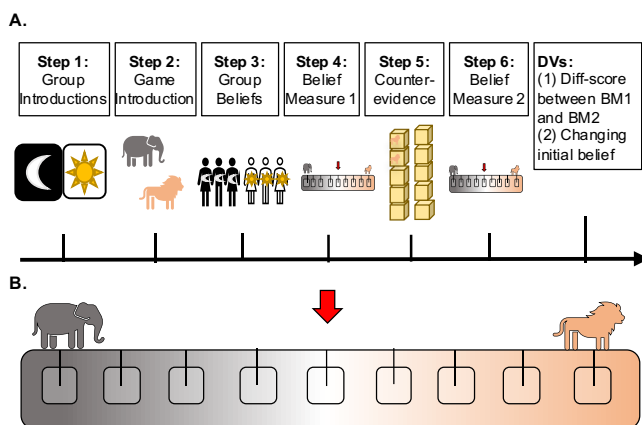 A.
Step 1:
Group
Introductions
Step 2:
Game
Introduction
Step 3:
Group
Beliefs
Step 4:
Belief
Measure 1
Step 5:
Counter-
evidence
Step 6:
Belief
Measure 2
DVs:
(1) Diff-score
between BM1
and BM2
(2) Changing
initial belief
B.